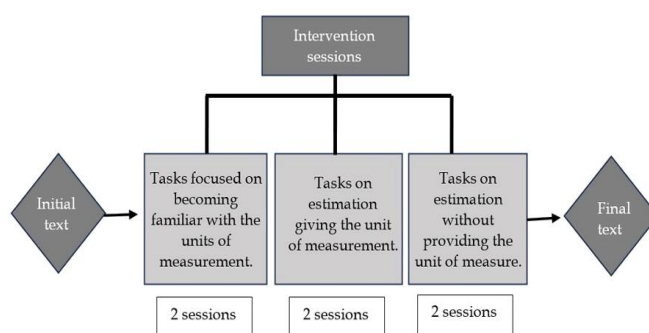 Intervention
sessions
Initial
text
Tasks focused on
becoming
familiar with the
units of
measurement.
Tasks on
estimation
giving the unit
of measurement.
Tasks on
estimation
without
providing the
unit of measure.
Final
text
2 sessions
2 sessions
2 sessions